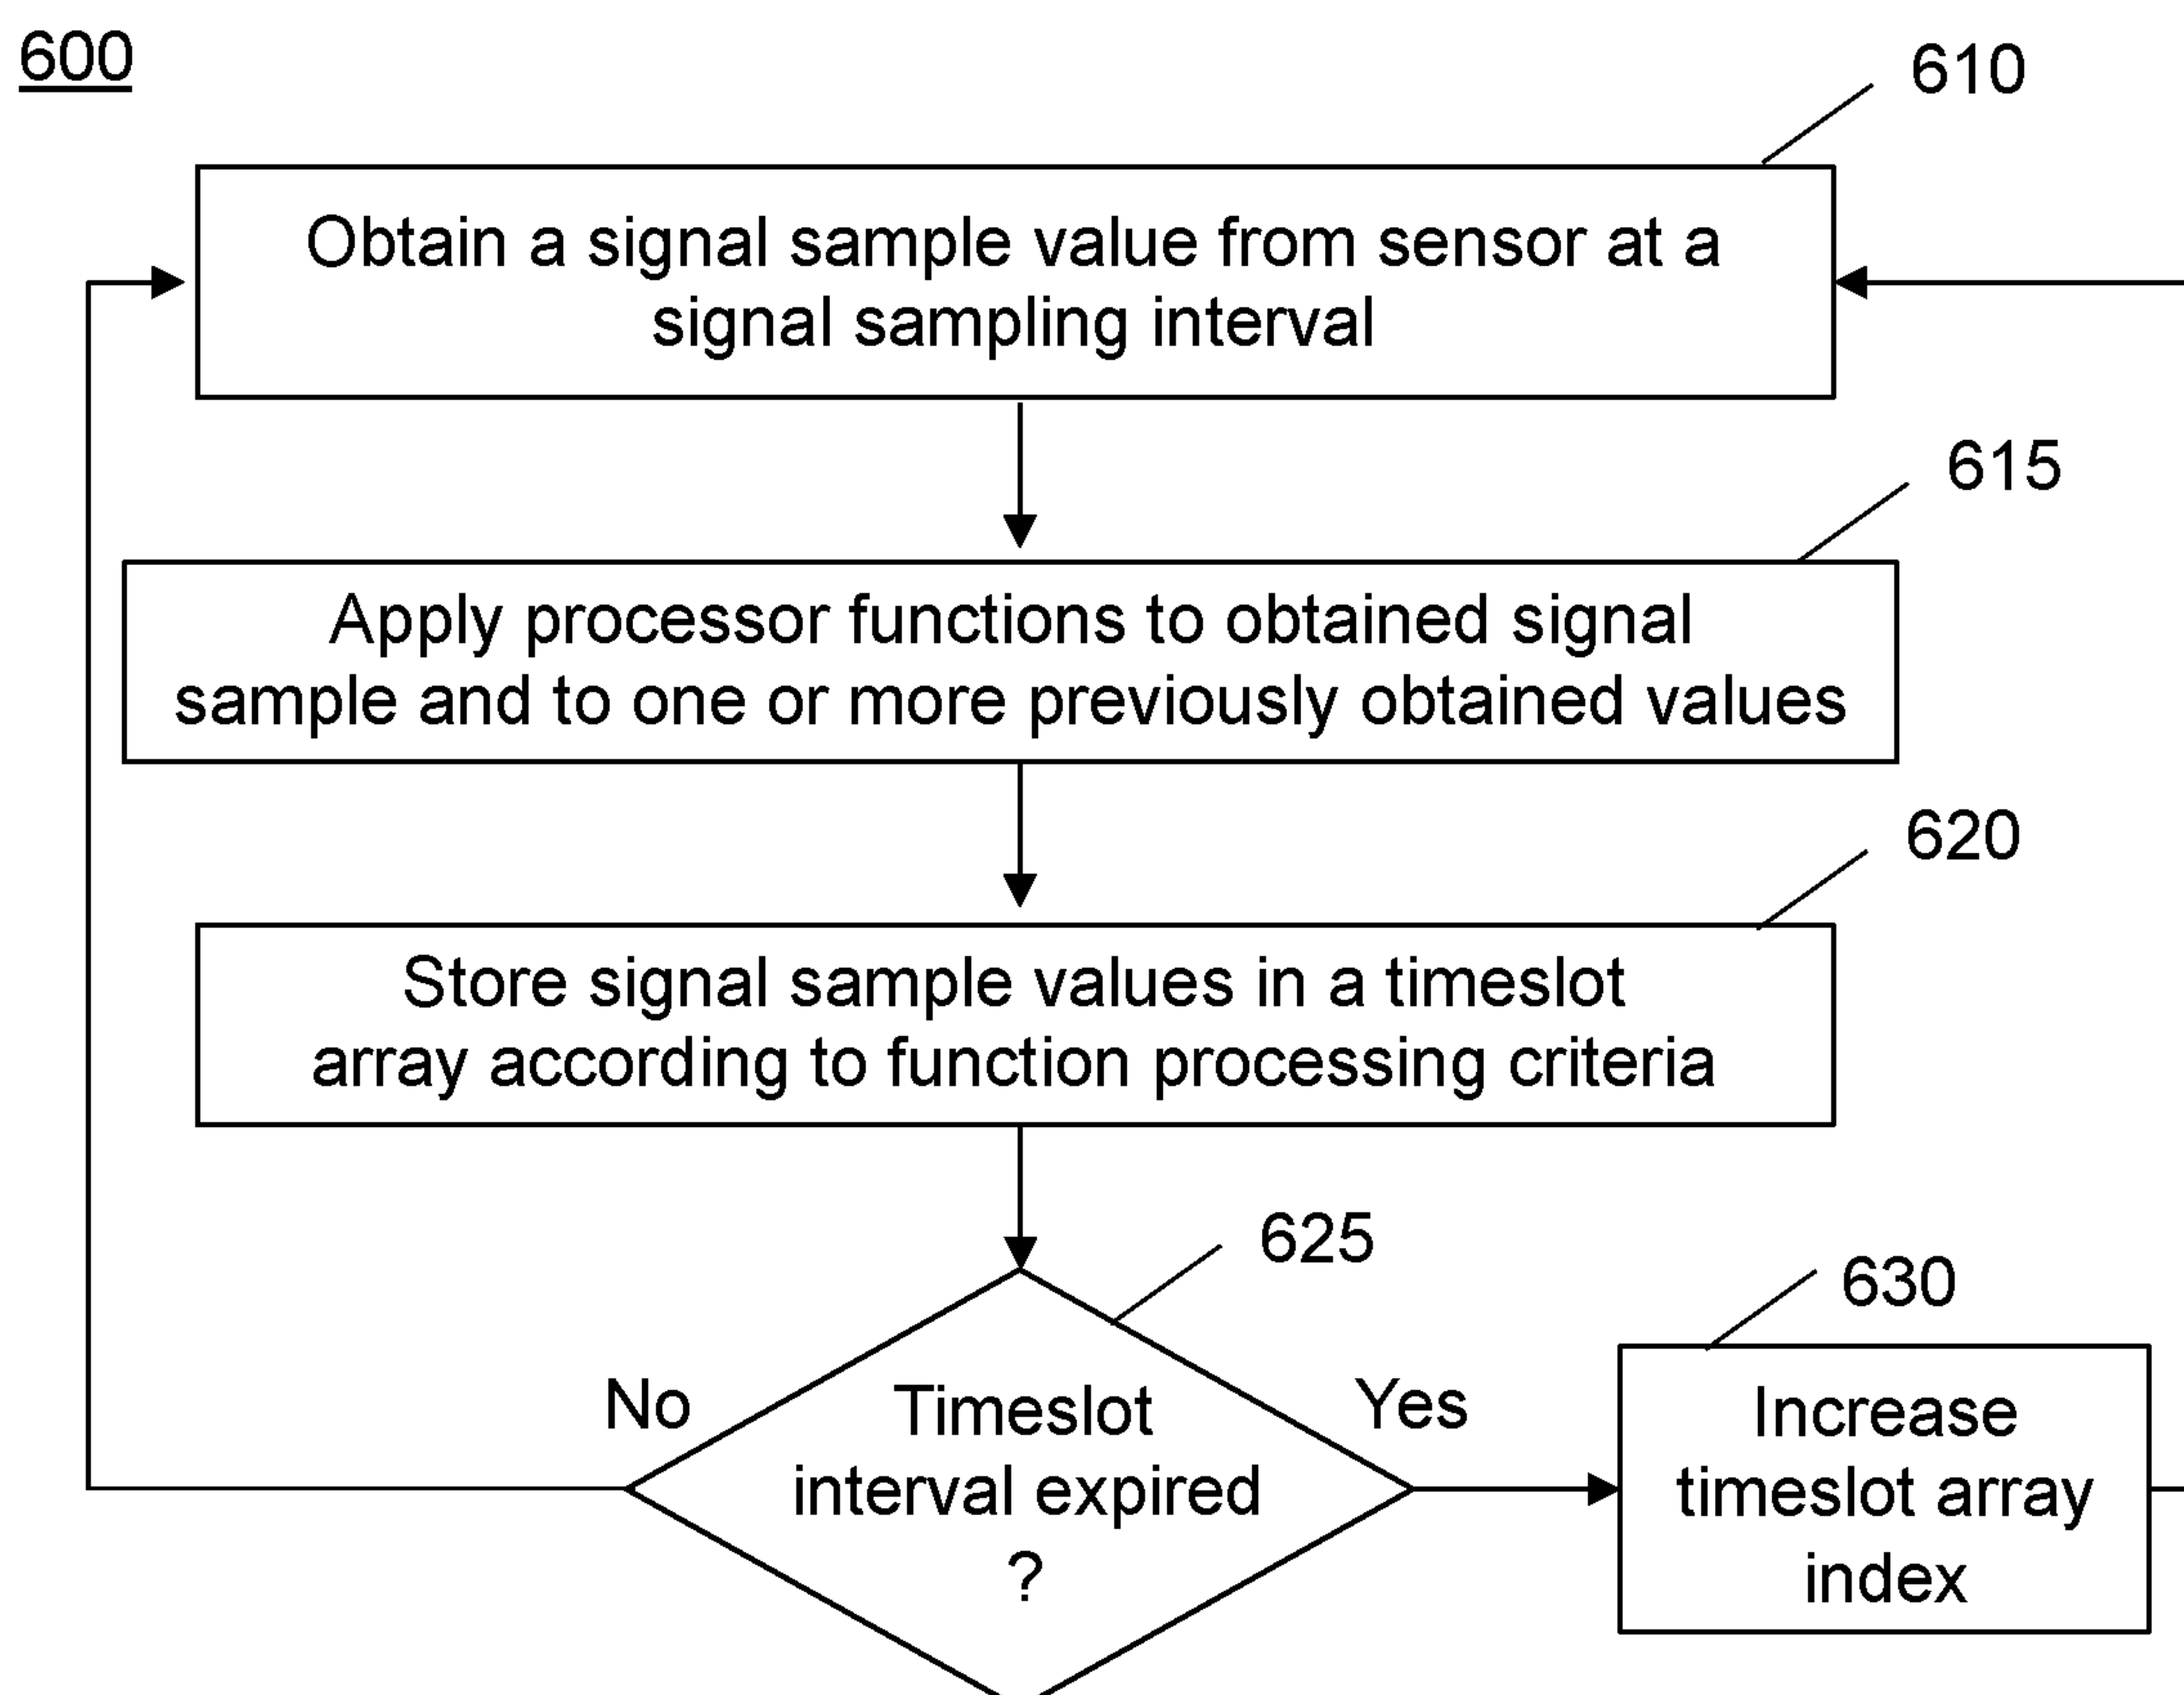 600
610
Obtain a signal sample value from sensor at a
signal sampling interval
615
Apply processor functions to obtained signal
sample and to one or more previously obtained values
620
Store signal sample values in a timeslot
array according to function processing criteria
625
630
No
Timeslot
interval expired
?
Yes
Increase
timeslot array
index